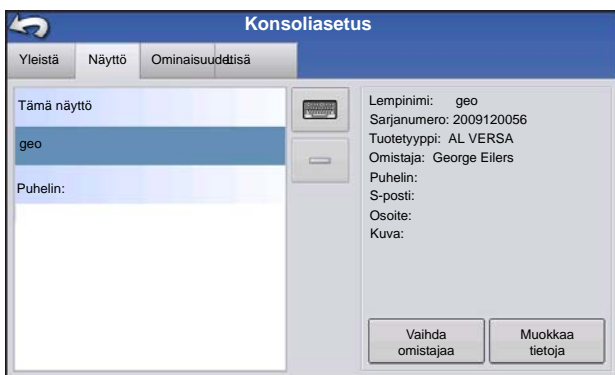 Konsoliasetus
Yleistä
Näyttö
Ominaisuudet
Lisä
Tämä näyttö
geo
Puhelin:
Lempinimi: geo
Sarjanumero: 2009120056
Tuotetyyppi: AL VERSA
Omistaja: George Eilers
Puhelin:
S-posti:
Osoite:
Kuva:
Vaihda
omistajaa
Muokkaa
tietoja